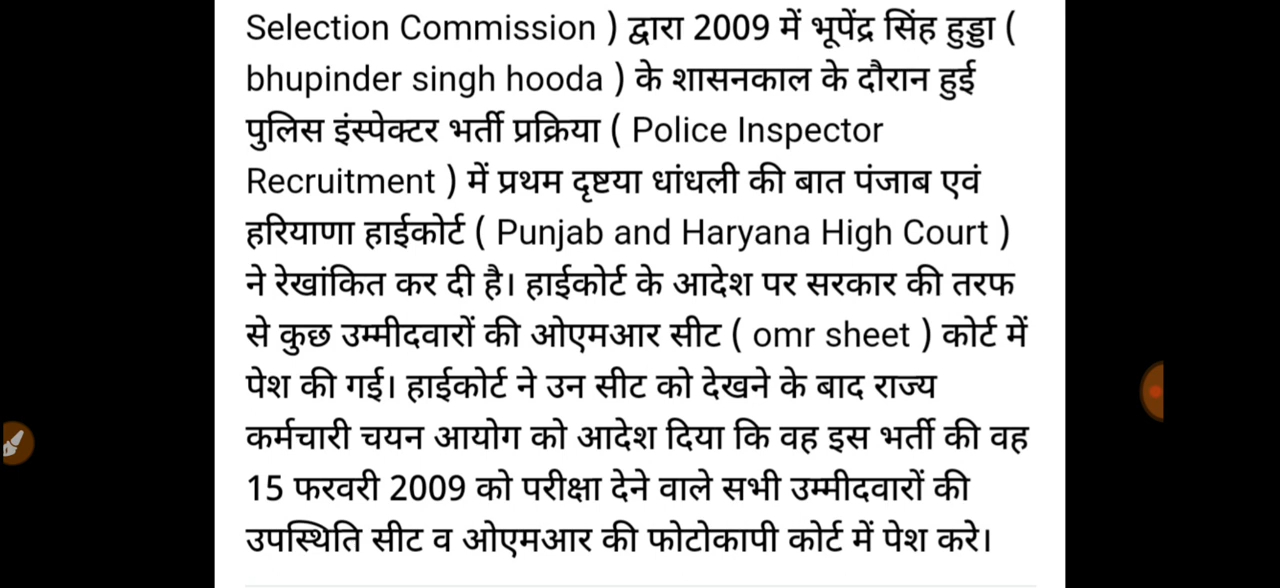 Selection Commission ) द्वारा 2009 में भूपेंद्र सिंह हुड्डा (
bhupinder singh hooda ) के शासनकाल के दौरान हुई
पुलिस इंस्पेक्टर भर्ती प्रक्रिया ( Police Inspector
Recruitment ) में प्रथम दृष्टया धांधली की बात पंजाब एवं
हरियाणा हाईकोर्ट ( Punjab and Haryana High Court )
ने रेखांकित कर दी है। हाईकोर्ट के आदेश पर सरकार की तरफ
से कुछ उम्मीदवारों की ओएमआर सीट ( omr sheet ) कोर्ट में
पेश की गई। हाईकोर्ट ने उन सीट को देखने के बाद राज्य
कर्मचारी चयन आयोग को आदेश दिया कि वह इस भर्ती की वह
15 फरवरी 2009 को परीक्षा देने वाले सभी उम्मीदवारों की
उपस्थिति सीट व ओएमआर की फोटोकापी कोर्ट में पेश करे।